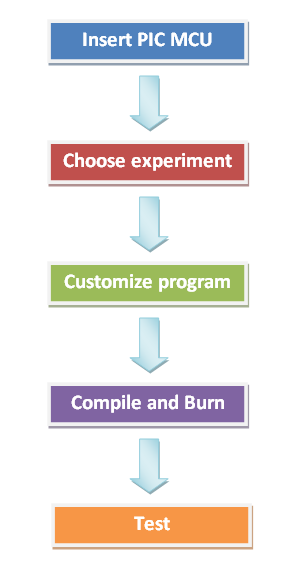 Insert PIC MCU
Choose experiment
Customize program
Compile and Burn
Test